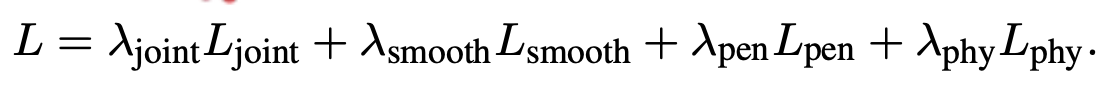 L = λ_joint L_joint + λ_smooth L_smooth + λ_pen L_pen + λ_phy L_phy.